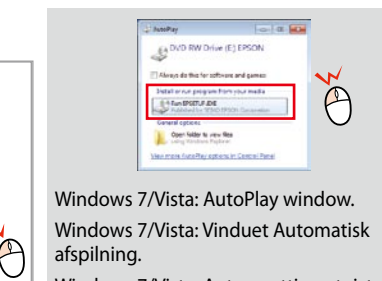 AutoPlay
DVD RW Drive (E:) EPSON
Always do this for software and games:
Install or run program from your media
Run EPSETUP.EXE
Published by SEIKO EPSON Corporation
General options
Open folder to view files
using Windows Explorer
View more AutoPlay options in Control Panel
Windows 7/Vista: AutoPlay window.
Windows 7/Vista: Vinduet Automatisk
afspilning.